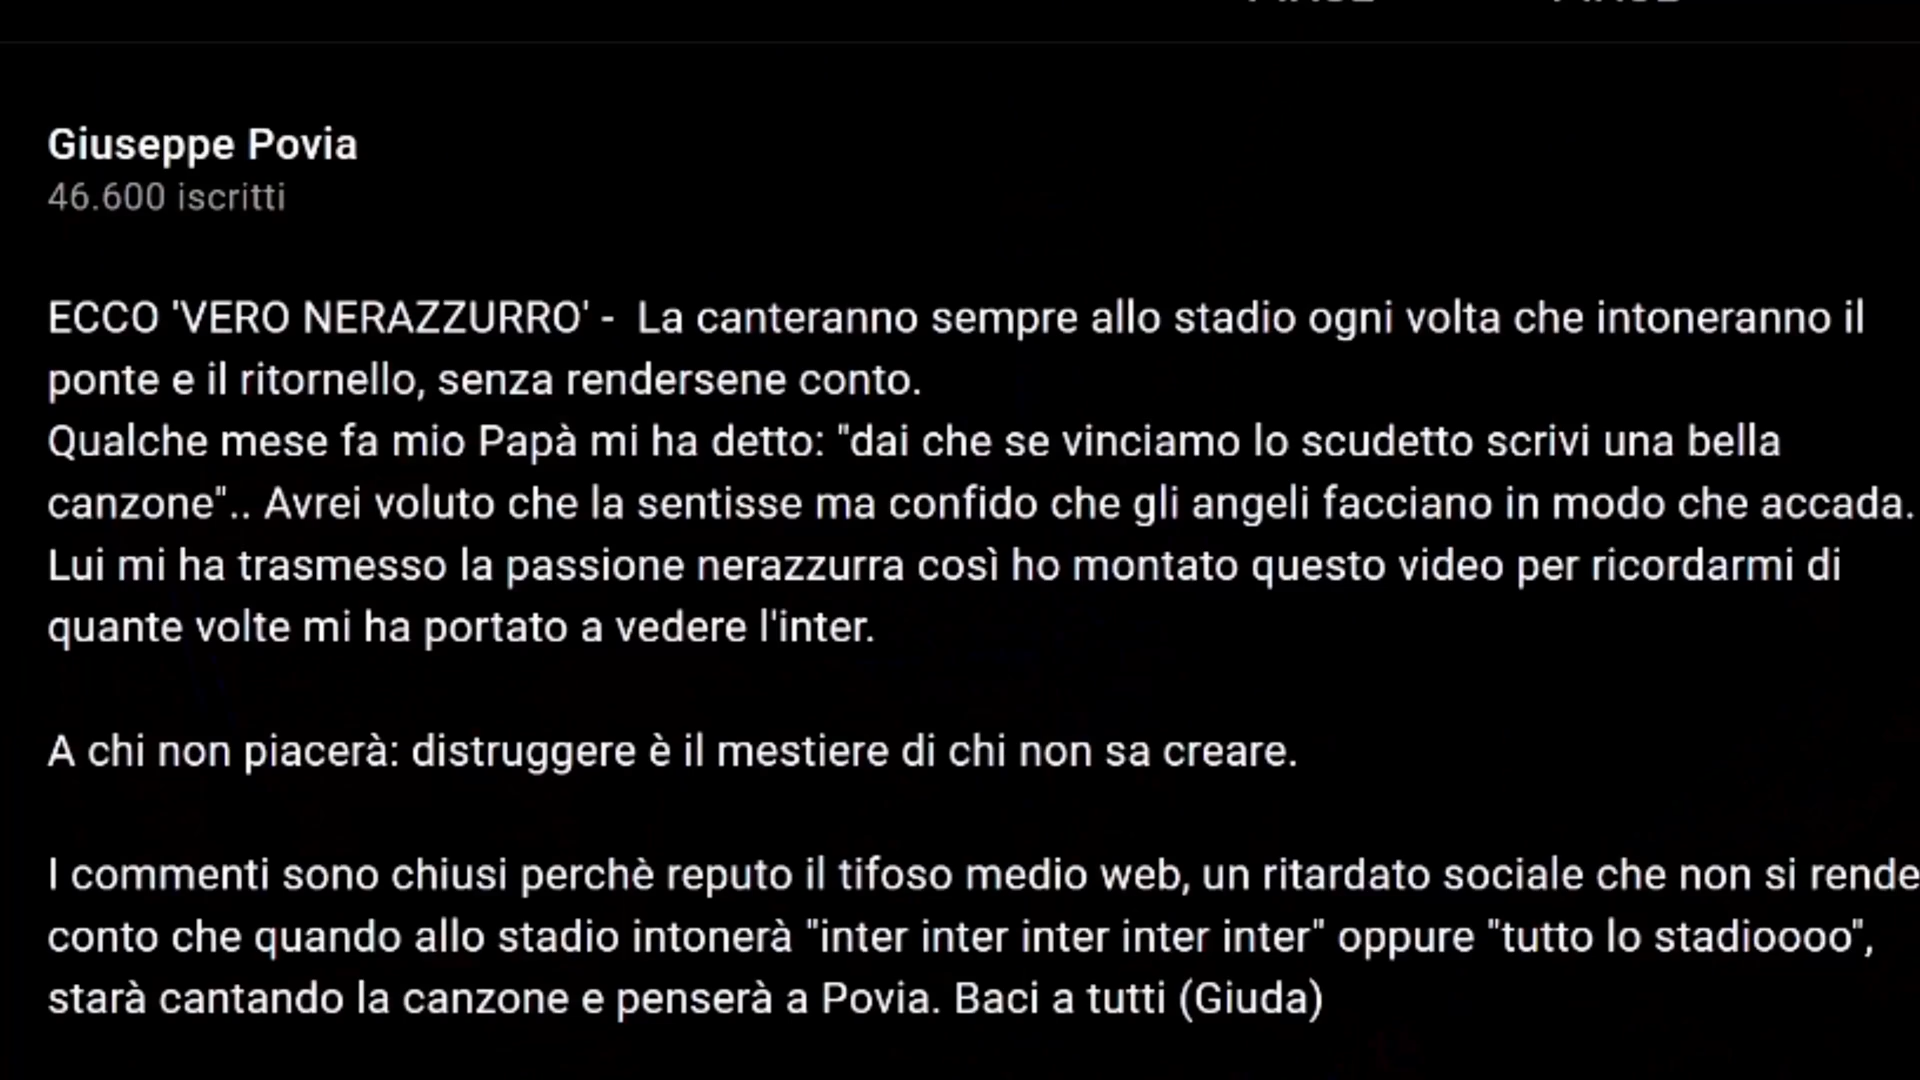 Giuseppe Povia
46.600 iscritti
ECCO 'VERO NERAZZURRO' -  La canteranno sempre allo stadio ogni volta che intoneranno il
ponte e il ritornello, senza rendersene conto.
Qualche mese fa mio Papà mi ha detto: "dai che se vinciamo lo scudetto scrivi una bella
canzone".. Avrei voluto che la sentisse ma confido che gli angeli facciano in modo che accada.
Lui mi ha trasmesso la passione nerazzurra così ho montato questo video per ricordarmi di
quante volte mi ha portato a vedere l'inter.
A chi non piacerà: distruggere è il mestiere di chi non sa creare.
I commenti sono chiusi perchè reputo il tifoso medio web, un ritardato sociale che non si rende
conto che quando allo stadio intonerà "inter inter inter inter inter" oppure "tutto lo stadioooo",
starà cantando la canzone e penserà a Povia. Baci a tutti (Giuda)